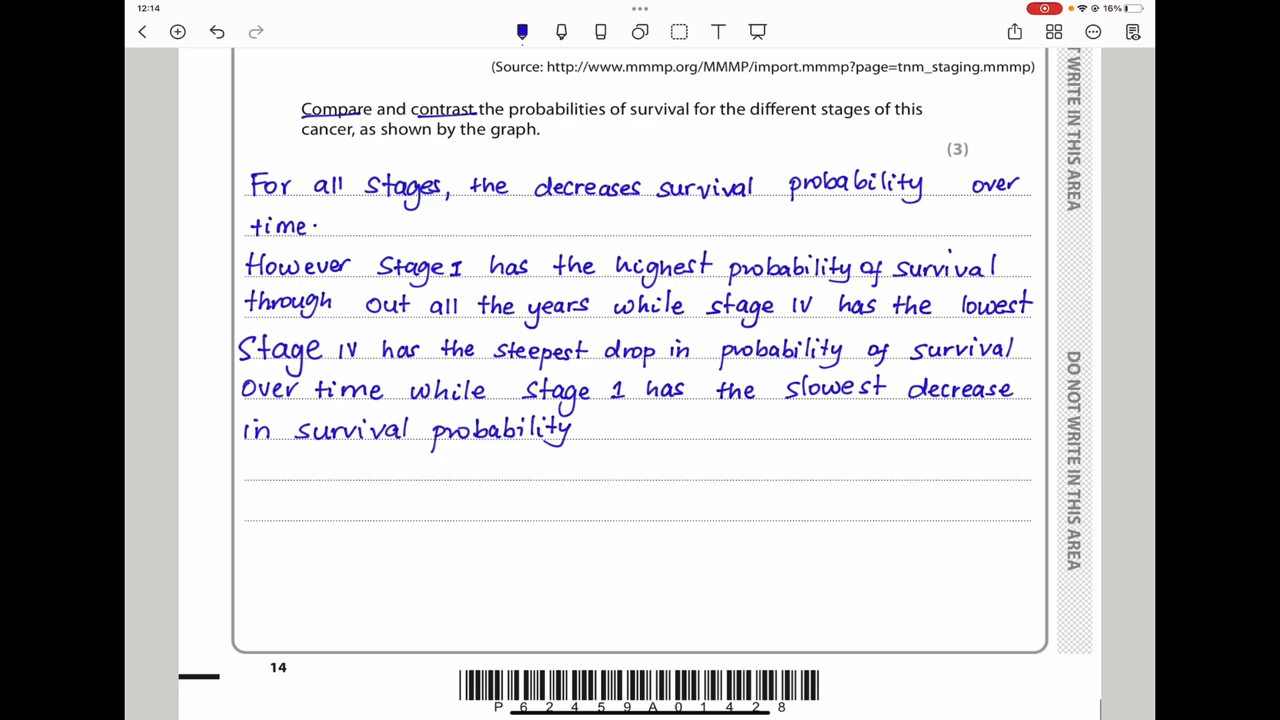 12:14
16%
(Source: http://www.mmmp.org/MMMP/import.mmmp?page=tnm_staging.mmmp)
Compare and contrast the probabilities of survival for the different stages of this
cancer, as shown by the graph.
(3)
For all stages, the decreases survival probability over
time.
However stage I has the highest probability of survival
through out all the years while stage IV has the lowest
Stage IV has the steepest drop in probability of survival
over time while stage 1 has the slowest decrease
in survival probability
14
P 6 2 4 5 9 A 0 1 4 2 8
T WRITE IN THIS AREA
DO NOT WRITE IN THIS AREA